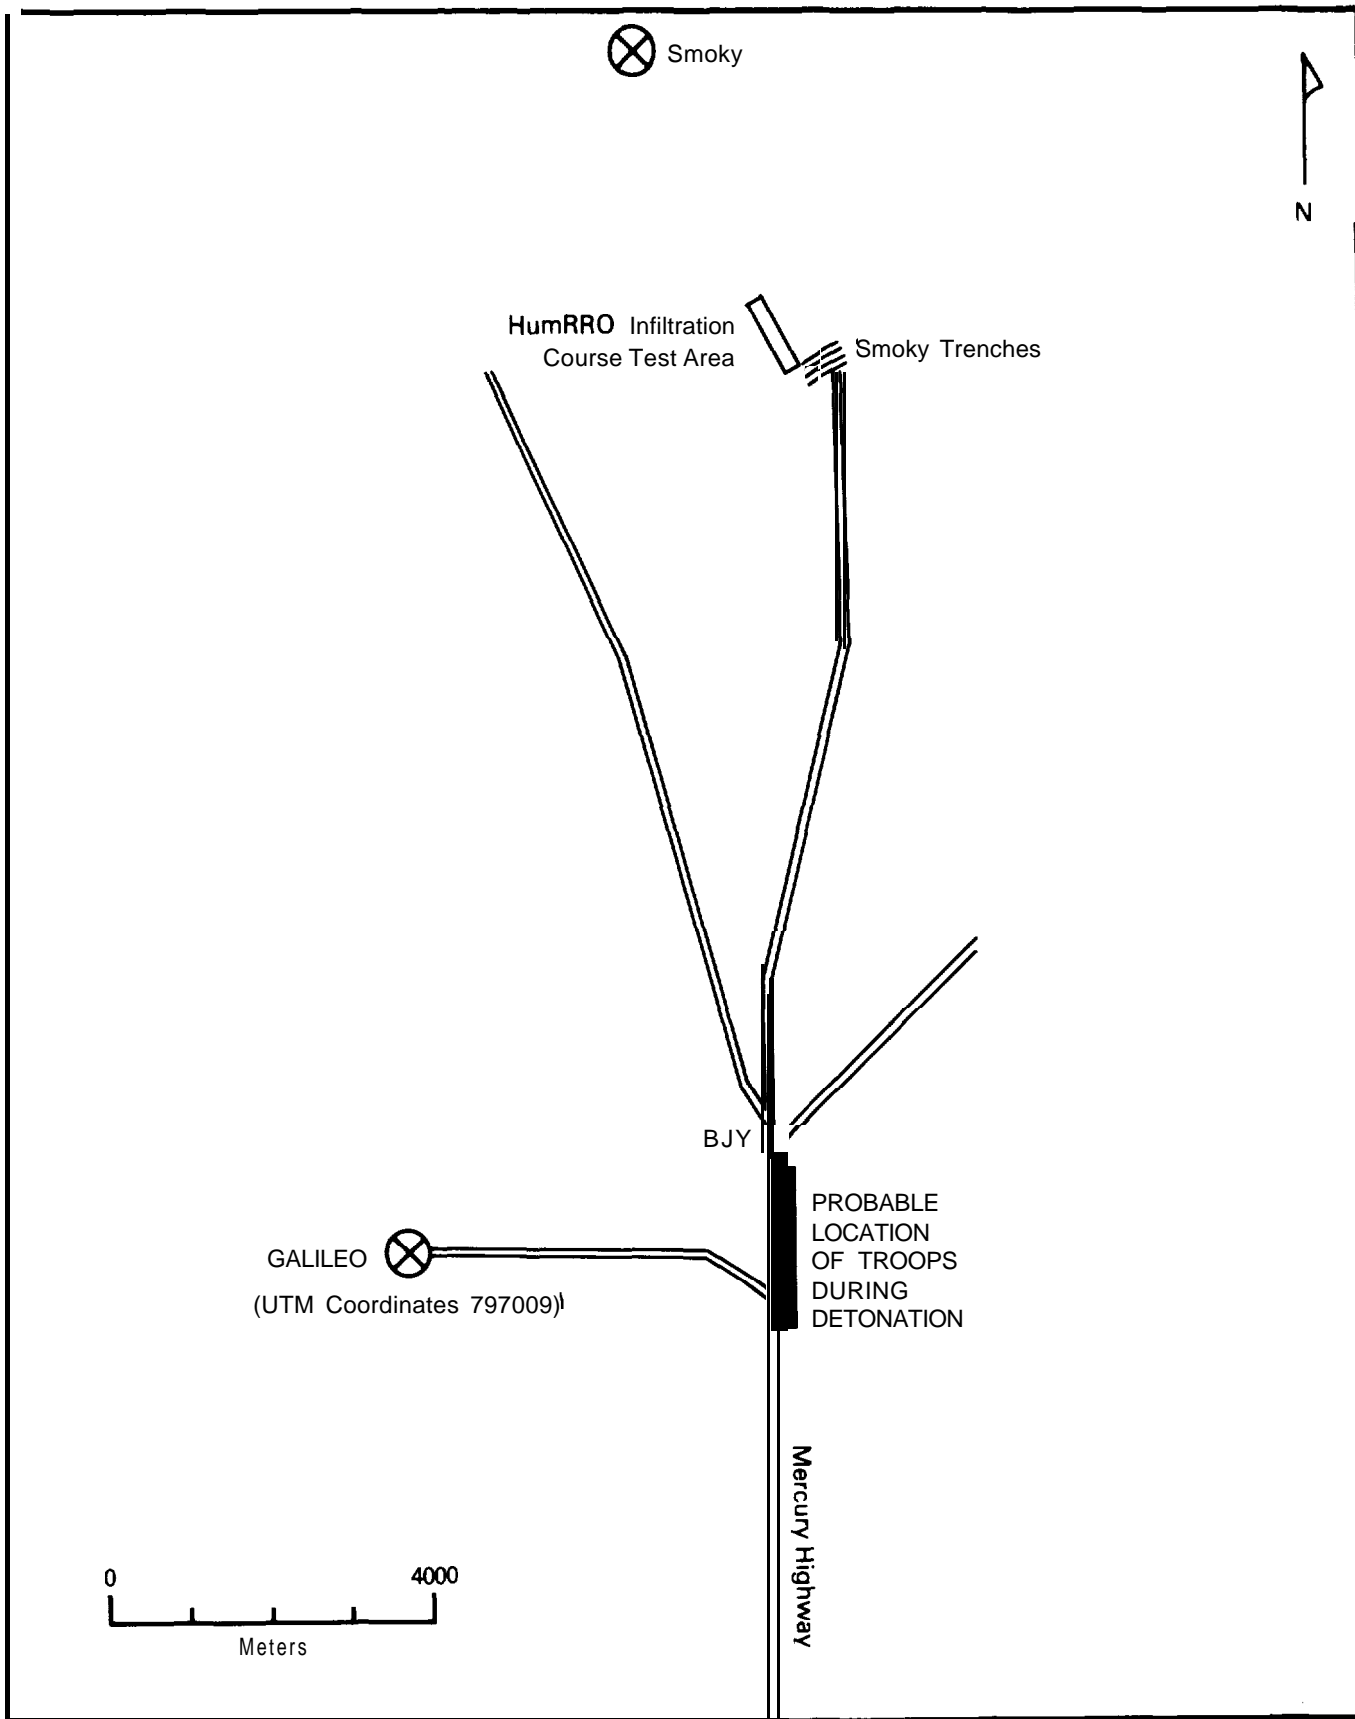 Smoky
N
HumRRO Infiltration
Course Test Area
Smoky Trenches
BJY
PROBABLE
LOCATION
OF TROOPS
DURING
DETONATION
GALILEO
(UTM Coordinates 797009)
Mercury Highway
0 4000
Meters